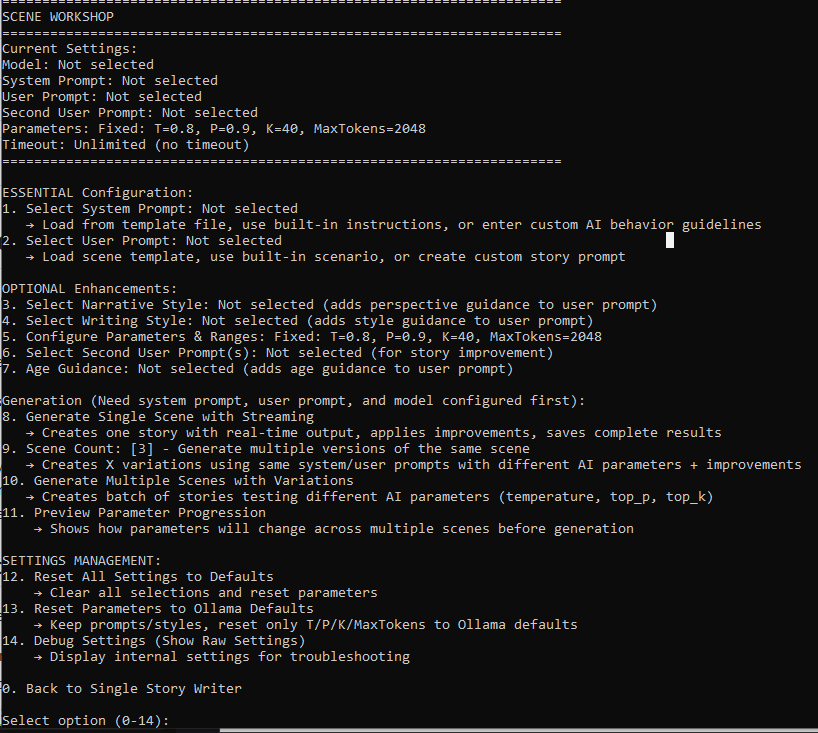 ======================================================================
SCENE WORKSHOP
======================================================================
Current Settings:
Model: Not selected
System Prompt: Not selected
User Prompt: Not selected
Second User Prompt: Not selected
Parameters: Fixed: T=0.8, P=0.9, K=40, MaxTokens=2048
Timeout: Unlimited (no timeout)
======================================================================
ESSENTIAL Configuration:
1. Select System Prompt: Not selected
→ Load from template file, use built-in instructions, or enter custom AI behavior guidelines
2. Select User Prompt: Not selected
→ Load scene template, use built-in scenario, or create custom story prompt
OPTIONAL Enhancements:
3. Select Narrative Style: Not selected (adds perspective guidance to user prompt)
4. Select Writing Style: Not selected (adds style guidance to user prompt)
5. Configure Parameters & Ranges: Fixed: T=0.8, P=0.9, K=40, MaxTokens=2048
6. Select Second User Prompt(s): Not selected (for story improvement)
7. Age Guidance: Not selected (adds age guidance to user prompt)
Generation (Need system prompt, user prompt, and model configured first):
8. Generate Single Scene with Streaming
→ Creates one story with real-time output, applies improvements, saves complete results
9. Scene Count: [3] - Generate multiple versions of the same scene
→ Creates X variations using same system/user prompts with different AI parameters + improvements
10. Generate Multiple Scenes with Variations
→ Creates batch of stories testing different AI parameters (temperature, top_p, top_k)
11. Preview Parameter Progression
→ Shows how parameters will change across multiple scenes before generation
SETTINGS MANAGEMENT:
12. Reset All Settings to Defaults
→ Clear all selections and reset parameters
13. Reset Parameters to Ollama Defaults
→ Keep prompts/styles, reset only T/P/K/MaxTokens to Ollama defaults
14. Debug Settings (Show Raw Settings)
→ Display internal settings for troubleshooting
0. Back to Single Story Writer
Select option (0-14):